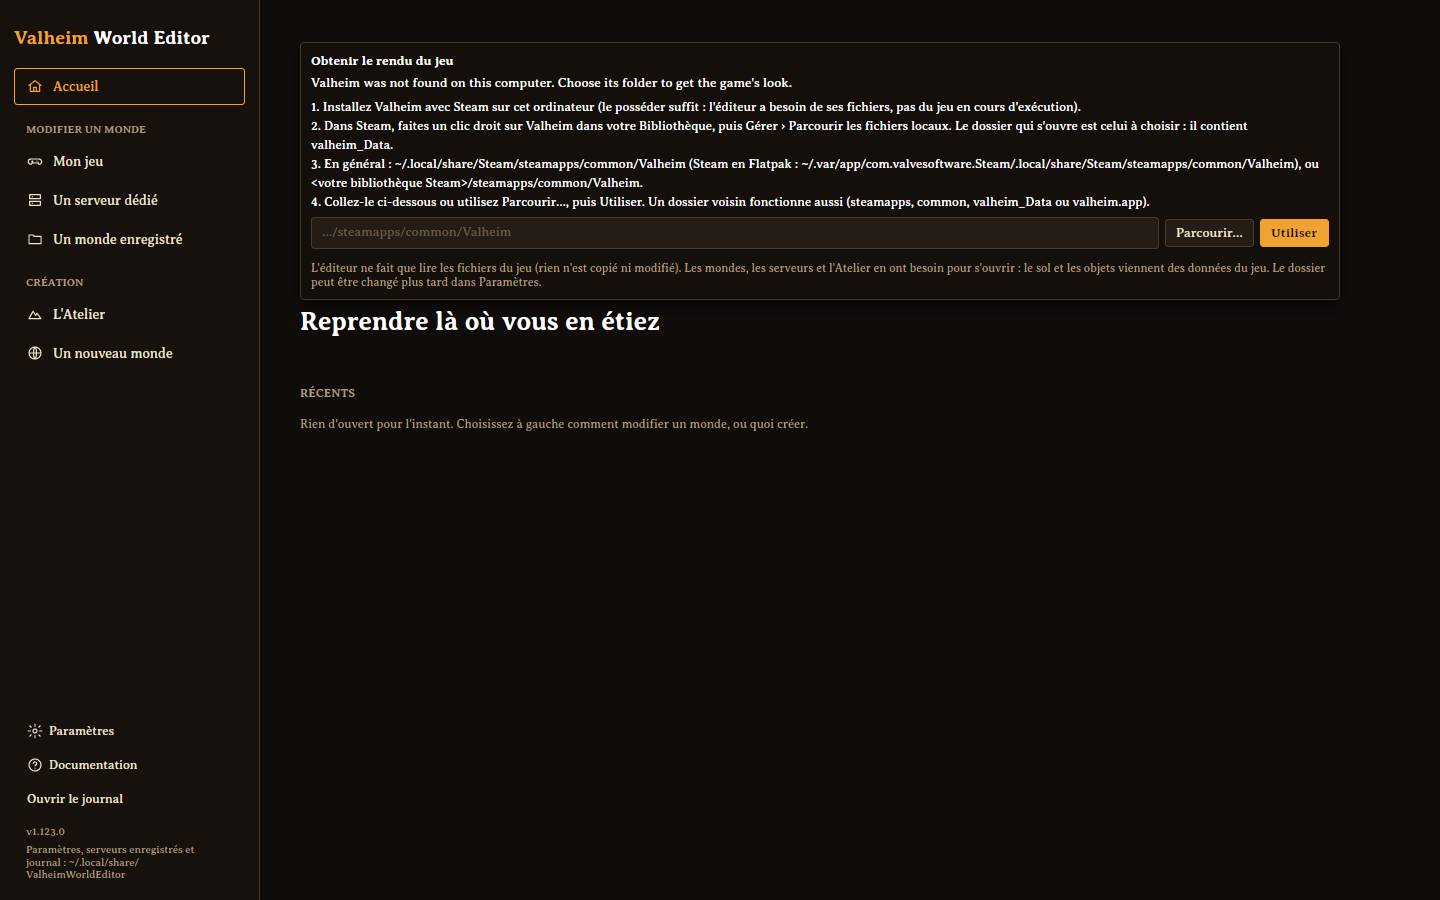 Valheim World Editor
Accueil
MODIFIER UN MONDE
Mon jeu
Un serveur dédié
Un monde enregistré
CRÉATION
L'Atelier
Un nouveau monde
Paramètres
Documentation
Ouvrir le journal
v1.123.0
Paramètres, serveurs enregistrés et
journal : ~/.local/share/
ValheimWorldEditor
Obtenir le rendu du jeu
Valheim was not found on this computer. Choose its folder to get the game's look.
1. Installez Valheim avec Steam sur cet ordinateur (le posséder suffit : l'éditeur a besoin de ses fichiers, pas du jeu en cours d'exécution).
2. Dans Steam, faites un clic droit sur Valheim dans votre Bibliothèque, puis Gérer › Parcourir les fichiers locaux. Le dossier qui s'ouvre est celui à choisir : il contient
valheim_Data.
3. En général : ~/.local/share/Steam/steamapps/common/Valheim (Steam en Flatpak : ~/.var/app/com.valvesoftware.Steam/.local/share/Steam/steamapps/common/Valheim), ou
<votre bibliothèque Steam>/steamapps/common/Valheim.
4. Collez-le ci-dessous ou utilisez Parcourir..., puis Utiliser. Un dossier voisin fonctionne aussi (steamapps, common, valheim_Data ou valheim.app).
.../steamapps/common/Valheim
Parcourir...
Utiliser
L'éditeur ne fait que lire les fichiers du jeu (rien n'est copié ni modifié). Les mondes, les serveurs et l'Atelier en ont besoin pour s'ouvrir : le sol et les objets viennent des données du jeu. Le dossier
peut être changé plus tard dans Paramètres.
Reprendre là où vous en étiez
RÉCENTS
Rien d'ouvert pour l'instant. Choisissez à gauche comment modifier un monde, ou quoi créer.